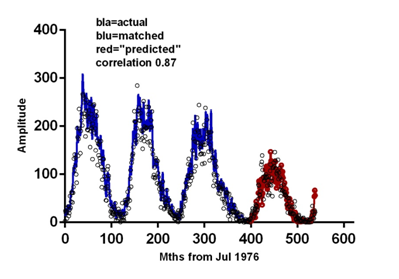 bla=actual
blu=matched
red="predicted"
correlation 0.87
400
300
200
100
0
Amplitude
0 100 200 300 400 500 600
Mths from Jul 1976